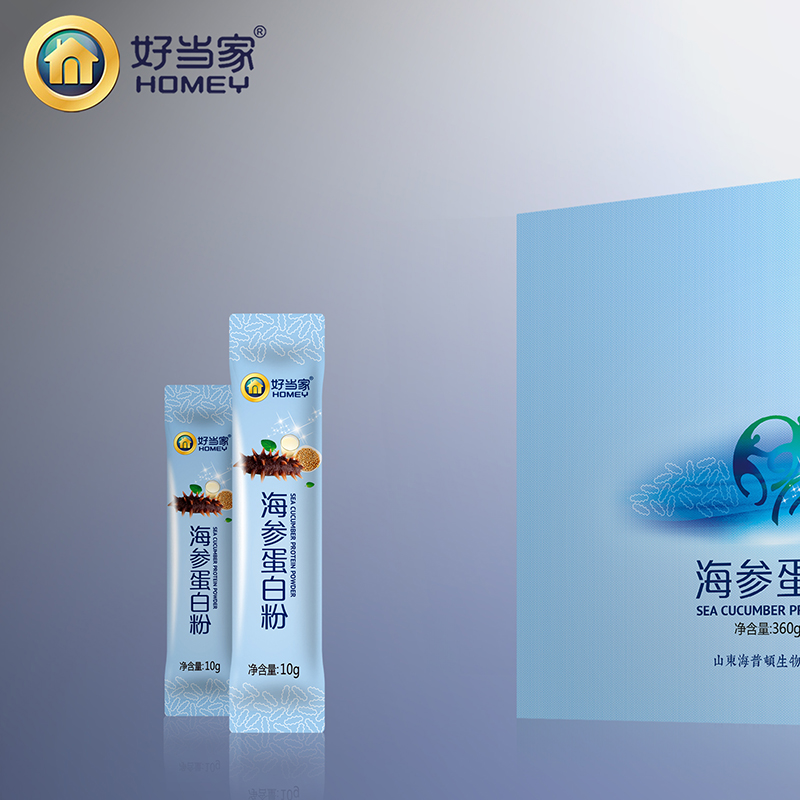 好当家®
HOMEY
好当家®
HOMEY
海参蛋白粉
SEA CUCUMBER PROTEIN POWDER
净含量:10g
好当家®
HOMEY
海参蛋白粉
SEA CUCUMBER PROTEIN POWDER
净含量:10g
海参蛋
SEA CUCUMBER PR
净含量:360g
山東海普頓生物